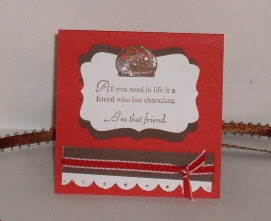 All you need in life is a
friend who has chocolate.
...I'm that friend.